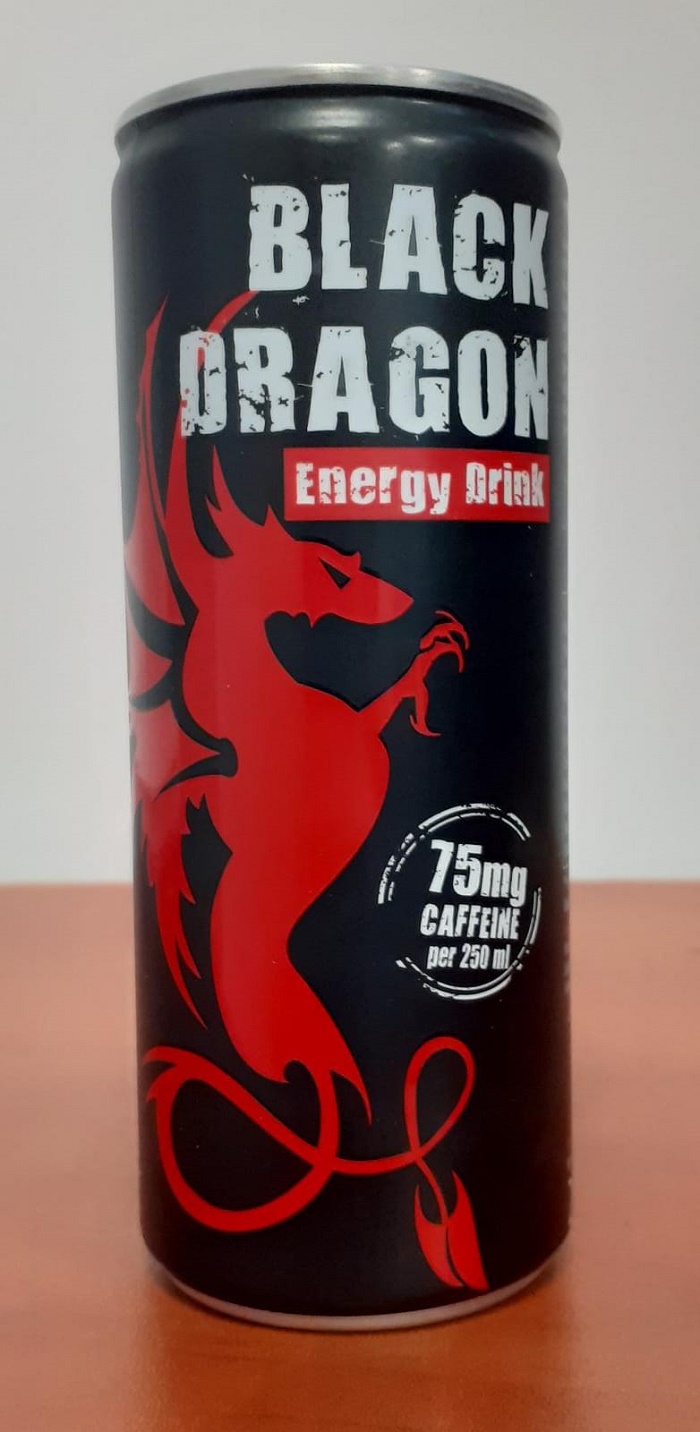 BLACK
DRAGON
Energy Drink
75mg
CAFFEINE
per 250 ml